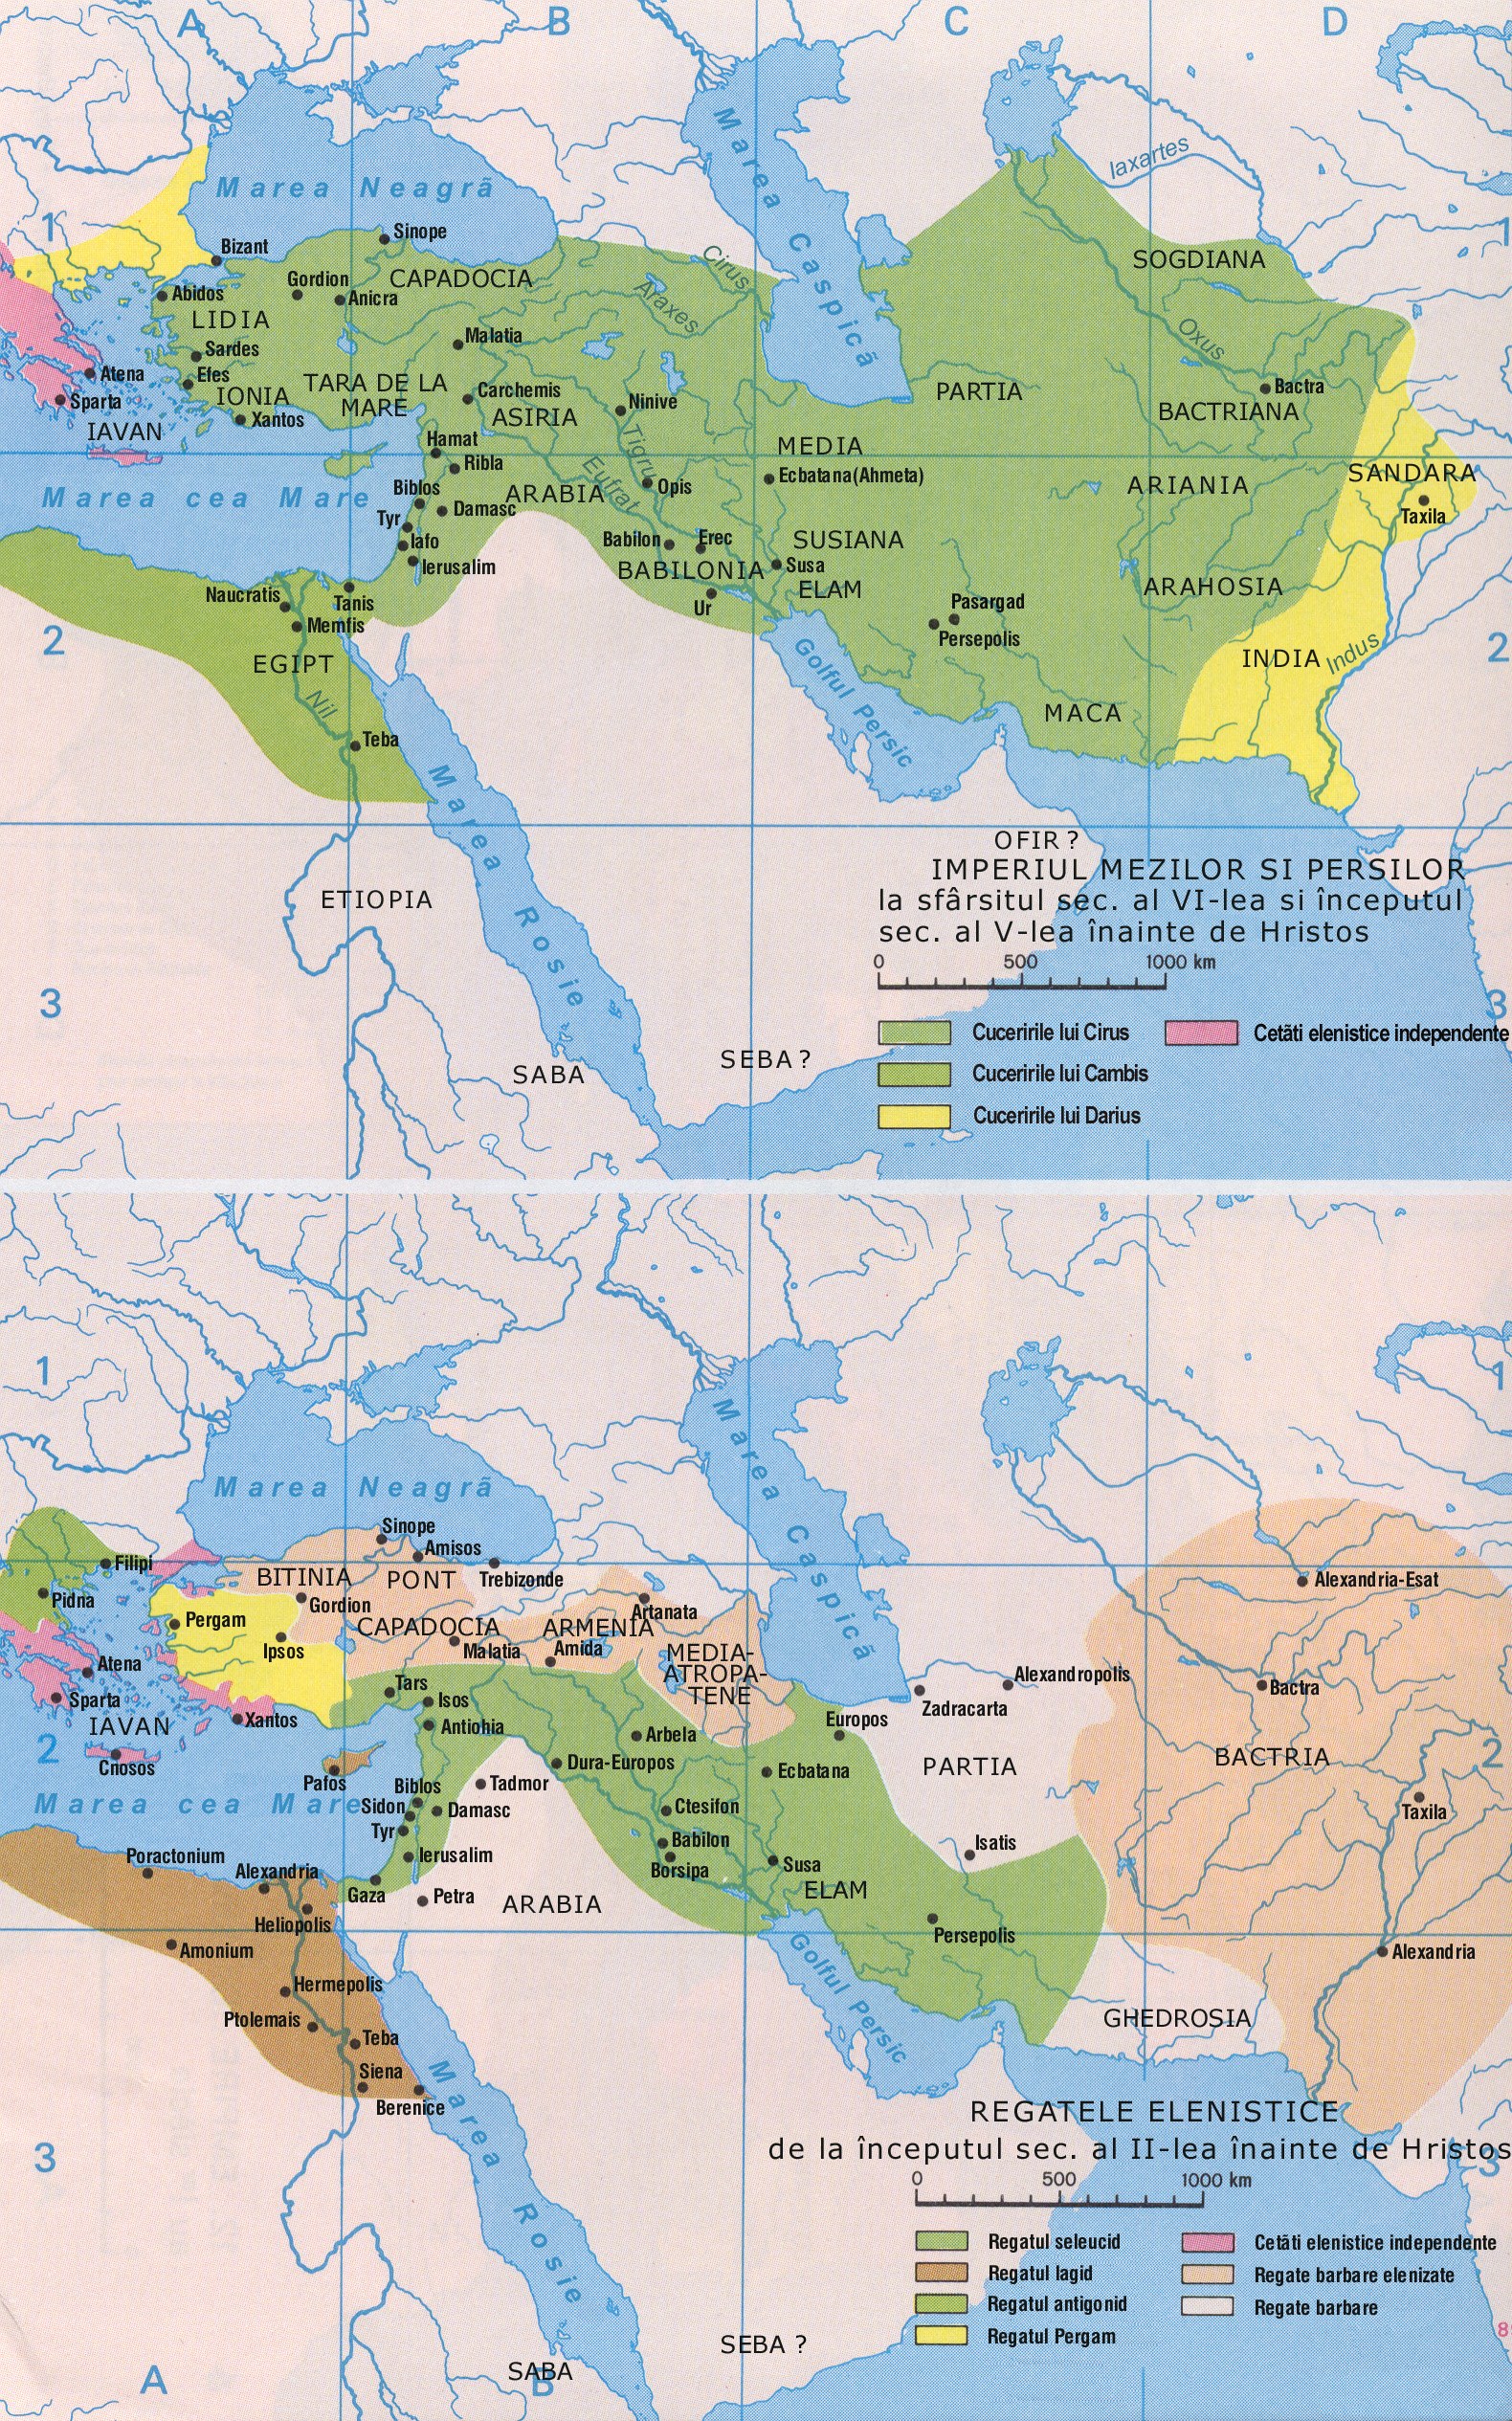 A
B
C
D
Marea Caspică
Iaxartes
Marea Neagră
1
1
Sinope
Bizant
SOGDIANA
Cirus
Gordion
CAPADOCIA
Abidos
Anicra
Araxes
LIDIA
Malatia
Oxus
Sardes
Atena
Efes
TARA DE LA
MARE
Carchemis
PARTIA
Bactra
Sparta
IONIA
Ninive
BACTRIANA
Xantos
ASIRIA
IAVAN
Hamat
Tigru
MEDIA
Ribla
Eufrat
Ecbatana(Ahmeta)
SANDARA
Marea cea Mare
Biblos
ARABIA
Opis
ARIANIA
Damasc
Taxila
Tyr
Iafo
Babilon
Erec
SUSIANA
Ierusalim
BABILONIA
Susa
Naucratis
Tanis
Ur
ELAM
ARAHOSIA
Memfis
Pasargad
Persepolis
2
2
EGIPT
INDIA
Indus
Golful Persic
Nil
MACA
Teba
Marea Rosie
OFIR ?
IMPERIUL MEZILOR SI PERSILOR
la sfârsitul sec. al VI-lea si începutul
sec. al V-lea înainte de Hristos
ETIOPIA
0 500 1000 km
3
3
Cuceririle lui Cirus
Cetăti elenistice independente
Cuceririle lui Cambis
Cuceririle lui Darius
SEBA ?
SABA
1
1
Marea Caspică
Marea Neagră
Sinope
Amisos
Filipi
BITINIA
PONT
Trebizonde
Alexandria-Esat
Pidna
Gordion
Artanata
Pergam
CAPADOCIA
ARMENIA
Ipsos
Malatia
Amida
MEDIA-
ATROPA-
TENE
Atena
Alexandropolis
Tars
Bactra
Sparta
Isos
Zadracarta
Xantos
Antiohia
Europos
IAVAN
Arbela
2
2
Cnosos
Dura-Europos
Ecbatana
PARTIA
BACTRIA
Pafos
Biblos
Tadmor
Marea cea Mare
Sidon
Damasc
Ctesifon
Taxila
Tyr
Babilon
Isatis
Poractonium
Alexandria
Ierusalim
Borsipa
Susa
Gaza
Petra
ARABIA
ELAM
Heliopolis
Persepolis
Amonium
Golful Persic
Alexandria
Hermepolis
GHEDROSIA
Ptolemais
Teba
Siena
Berenice
Marea Rosie
REGATELE ELENISTICE
de la începutul sec. al II-lea înainte de Hristos
3
3
0 500 1000 km
Regatul seleucid
Cetăti elenistice independente
Regatul lagid
Regate barbare elenizate
Regatul antigonid
Regate barbare
Regatul Pergam
8
SEBA ?
SABA
A
B